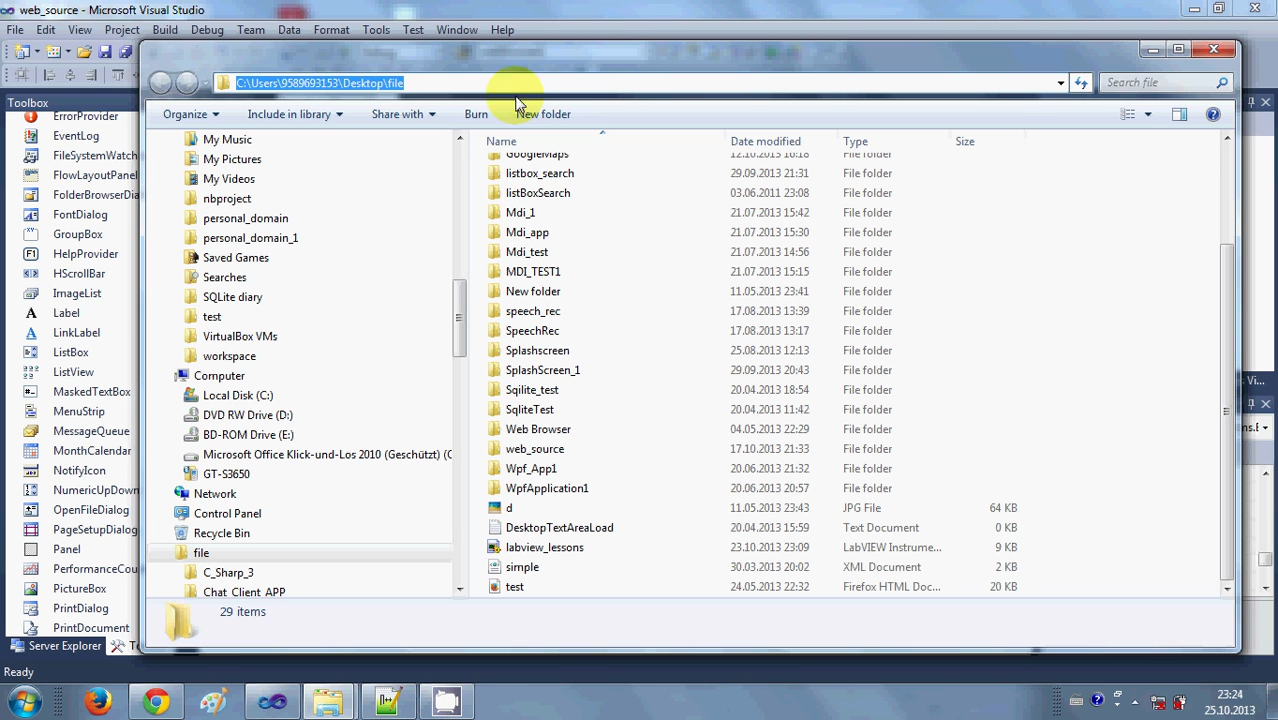 web_source - Microsoft Visual Studio
File Edit View Project Build Debug Team Data Format Tools Test Window Help
C:\Users\9589693153\Desktop\file
Search file
Organize Include in library Share with Burn New folder
Toolbox
ErrorProvider
EventLog
FileSystemWatch
FlowLayoutPanel
FolderBrowserDia
FontDialog
GroupBox
HelpProvider
HScrollBar
ImageList
Label
LinkLabel
ListBox
ListView
MaskedTextBox
MenuStrip
MessageQueue
MonthCalendar
NotifyIcon
NumericUpDown
OpenFileDialog
PageSetupDialog
Panel
PerformanceCou
PictureBox
PrintDialog
PrintDocument
Server Explorer To
Ready
My Music
My Pictures
My Videos
nbproject
personal_domain
personal_domain_1
Saved Games
Searches
SQLite diary
test
VirtualBox VMs
workspace
Computer
Local Disk (C:)
DVD RW Drive (D:)
BD-ROM Drive (E:)
Microsoft Office Klick-und-Los 2010 (Geschützt) (
GT-S3650
Network
Control Panel
Recycle Bin
file
C_Sharp_3
Chat Client APP
Name Date modified Type Size
GoogleMaps 12.10.2013 16:18 File folder
listbox_search 29.09.2013 21:31 File folder
listBoxSearch 03.06.2011 23:08 File folder
Mdi_1 21.07.2013 15:42 File folder
Mdi_app 21.07.2013 15:30 File folder
Mdi_test 21.07.2013 14:56 File folder
MDI_TEST1 21.07.2013 15:15 File folder
New folder 11.05.2013 23:41 File folder
speech_rec 17.08.2013 13:39 File folder
SpeechRec 17.08.2013 13:17 File folder
Splashscreen 25.08.2013 12:13 File folder
SplashScreen_1 29.09.2013 20:43 File folder
Sqilite_test 20.04.2013 18:54 File folder
SqliteTest 20.04.2013 11:42 File folder
Web Browser 04.05.2013 22:29 File folder
web_source 17.10.2013 21:33 File folder
Wpf_App1 20.06.2013 21:32 File folder
WpfApplication1 20.06.2013 20:57 File folder
d 11.05.2013 23:43 JPG File 64 KB
DesktopTextAreaLoad 20.04.2013 15:59 Text Document 0 KB
labview_lessons 23.10.2013 23:09 LabVIEW Instrume... 9 KB
simple 30.03.2013 20:02 XML Document 2 KB
test 24.05.2013 22:32 Firefox HTML Doc... 20 KB
29 items
Vi...
ns.E
23:24
25.10.2013